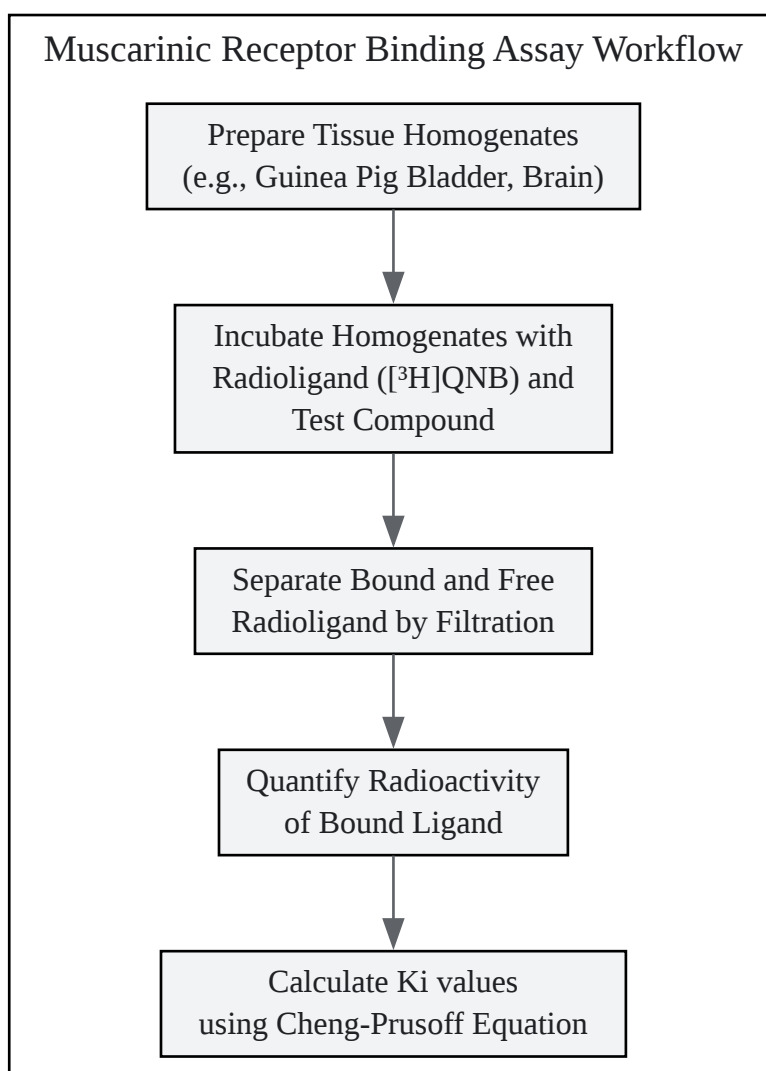 Muscarinic Receptor Binding Assay Workflow
Prepare Tissue Homogenates
(e.g., Guinea Pig Bladder, Brain)
Incubate Homogenates with
Radioligand ([³H]QNB) and
Test Compound
Separate Bound and Free
Radioligand by Filtration
Quantify Radioactivity
of Bound Ligand
Calculate Ki values
using Cheng-Prusoff Equation